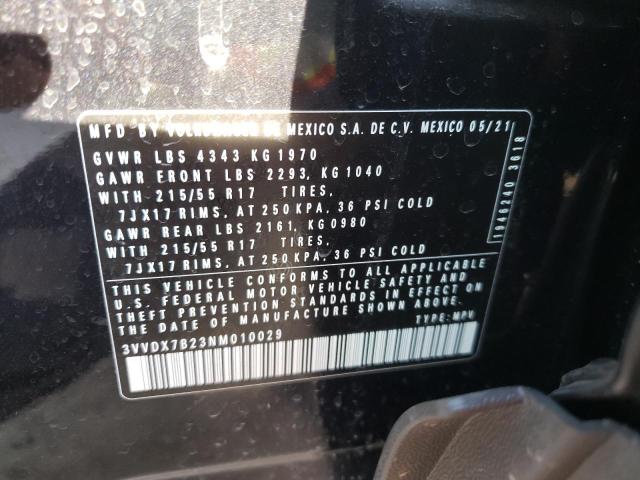 MFD BY VOLKSWAGEN DE MEXICO S.A. DE C.V. MEXICO 05/21
GVWR LBS 4343 KG 1970
GAWR FRONT LBS 2293, KG 1040
WITH 215/55 R17 TIRES,
7JX17 RIMS, AT 250 KPA, 36 PSI COLD
GAWR REAR LBS 2161, KG 0980
WITH 215/55 R17 TIRES,
7JX17 RIMS, AT 250 KPA, 36 PSI COLD
THIS VEHICLE CONFORMS TO ALL APPLICABLE
U.S. FEDERAL MOTOR VEHICLE SAFETY AND
THEFT PREVENTION STANDARDS IN EFFECT ON
THE DATE OF MANUFACTURE SHOWN ABOVE.
TYPE: MPV
3VVDX7B23NM010029
1946240 3618